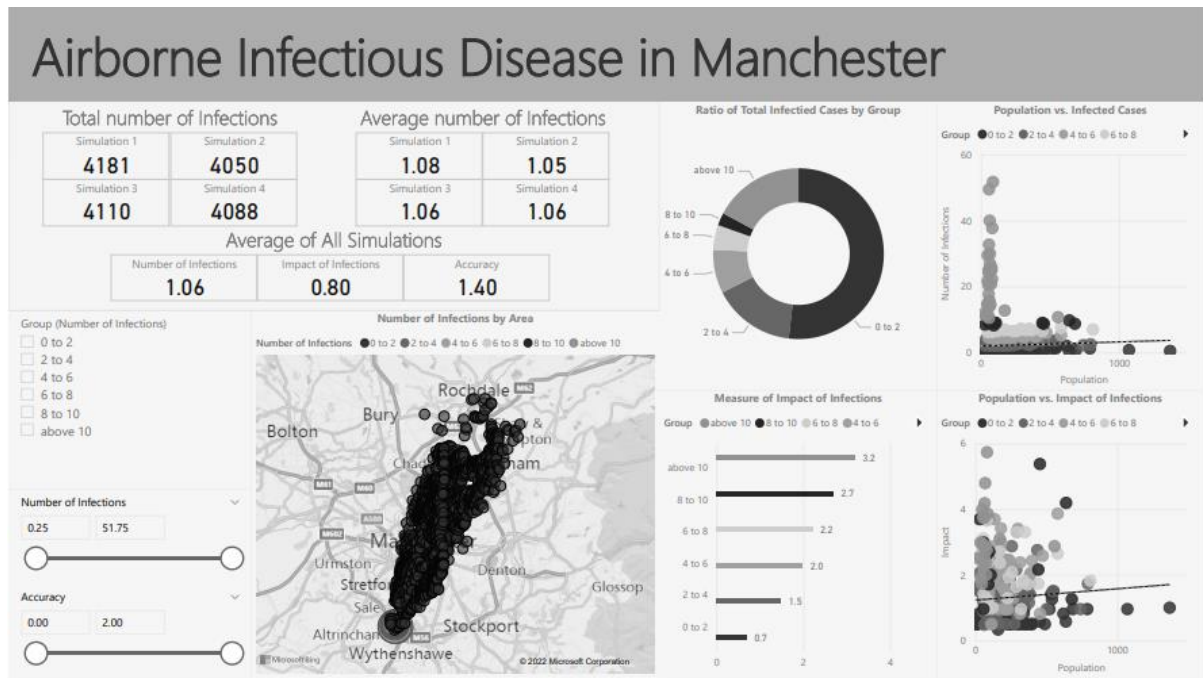 Airborne Infectious Disease in Manchester
Total number of Infections
Simulation 1
4181
Simulation 2
4050
Simulation 3
4110
Simulation 4
4088
Average number of Infections
Simulation 1
1.08
Simulation 2
1.05
Simulation 3
1.06
Simulation 4
1.06
Average of All Simulations
Number of Infections
1.06
Impact of Infections
0.80
Accuracy
1.40
Group (Number of Infections)
0 to 2
2 to 4
4 to 6
6 to 8
8 to 10
above 10
Number of Infections
0.25 51.75
Accuracy
0.00 2.00
Number of Infections by Area
Number of Infections 0 to 2 2 to 4 4 to 6 6 to 8 8 to 10 above 10
Rochdale
M62
Bury
Bolton
M61
M60
A580
M602
Urmston
Denton
Glossop
Sale
Stockport
M56
Wythenshawe
Microsoft Bing
© 2022 Microsoft Corporation
Ratio of Total Infectied Cases by Group
above 10
8 to 10
6 to 8
4 to 6
2 to 4
0 to 2
Measure of Impact of Infections
Group above 10 8 to 10 6 to 8 4 to 6
above 10 3.2
8 to 10 2.7
6 to 8 2.2
4 to 6 2.0
2 to 4 1.5
0 to 2 0.7
0 2 4
Population vs. Infected Cases
Group 0 to 2 2 to 4 4 to 6 6 to 8
Number of Infections
60
40
20
0
0 1000
Population
Population vs. Impact of Infections
Group 0 to 2 2 to 4 4 to 6 6 to 8
Impact
6
4
2
0
0 1000
Population